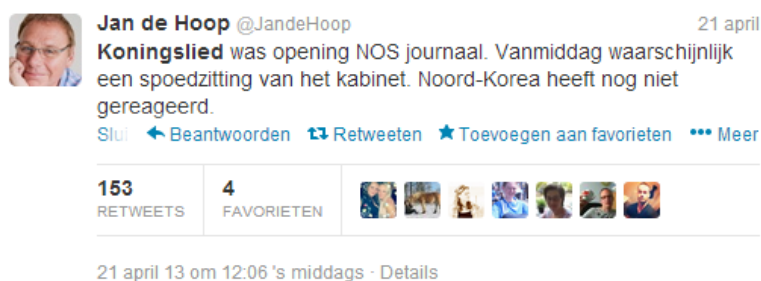 Jan de Hoop @JandeHoop 21 april
Koningslied was opening NOS journaal. Vanmiddag waarschijnlijk
een spoedzitting van het kabinet. Noord-Korea heeft nog niet
gereageerd.
Slui Beantwoorden Retweeten Toevoegen aan favorieten Meer
153 4
RETWEETS FAVORIETEN
21 april 13 om 12:06 's middags · Details